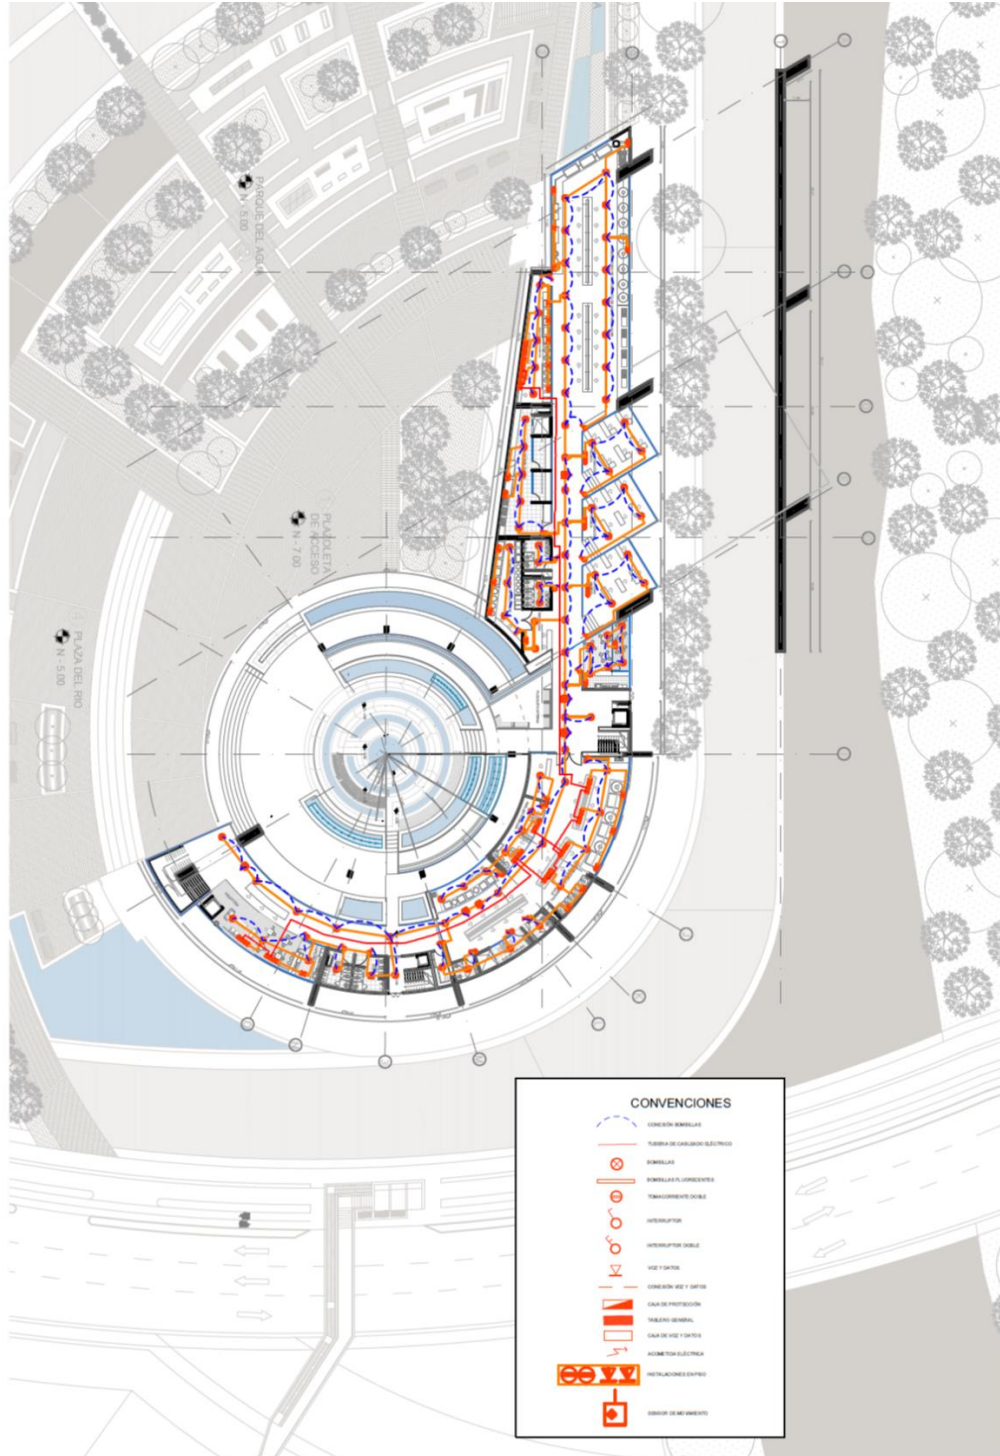 PARQUE DEL AGUA
N - 5.00
PLAZOLETA
DE ACCESO
N - 7.00
PLAZA DEL RIO
N - 5.00
CONVENCIONES
CONEXIÓN BOMBILLAS
TUBERIA DE CABLEADO ELÉCTRICO
BOMBILLAS
BOMBILLAS FLUORECENTES
TOMACORRIENTE DOBLE
INTERRUPTOR
INTERRUPTOR DOBLE
VOZ Y DATOS
CONEXIÓN VOZ Y DATOS
CAJA DE PROTECCIÓN
TABLERO GENERAL
CAJA DE VOZ Y DATOS
ACOMETIDA ELÉCTRICA
INSTALACIONES EN PISO
SENSOR DE MOVIMIENTO